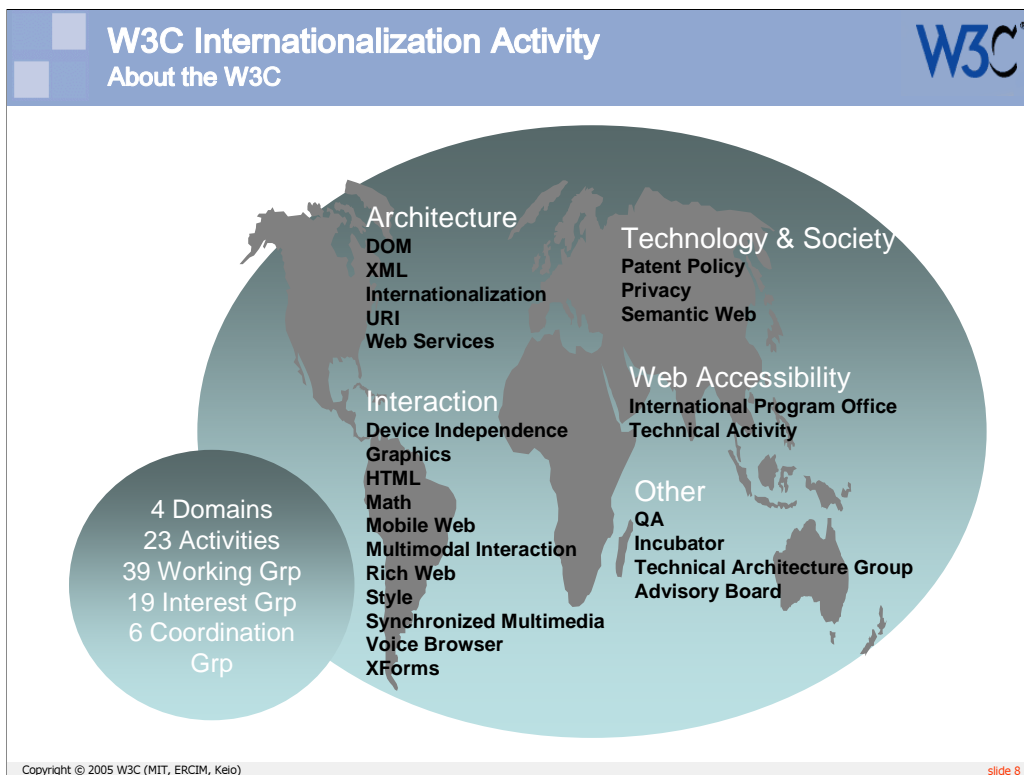 W3C Internationalization Activity
About the W3C
W3C®
Architecture
DOM
XML
Internationalization
URI
Web Services
Interaction
Device Independence
Graphics
HTML
Math
Mobile Web
Multimodal Interaction
Rich Web
Style
Synchronized Multimedia
Voice Browser
XForms
Technology & Society
Patent Policy
Privacy
Semantic Web
Web Accessibility
International Program Office
Technical Activity
Other
QA
Incubator
Technical Architecture Group
Advisory Board
4 Domains
23 Activities
39 Working Grp
19 Interest Grp
6 Coordination
Grp
Copyright © 2005 W3C (MIT, ERCIM, Keio)
slide 8